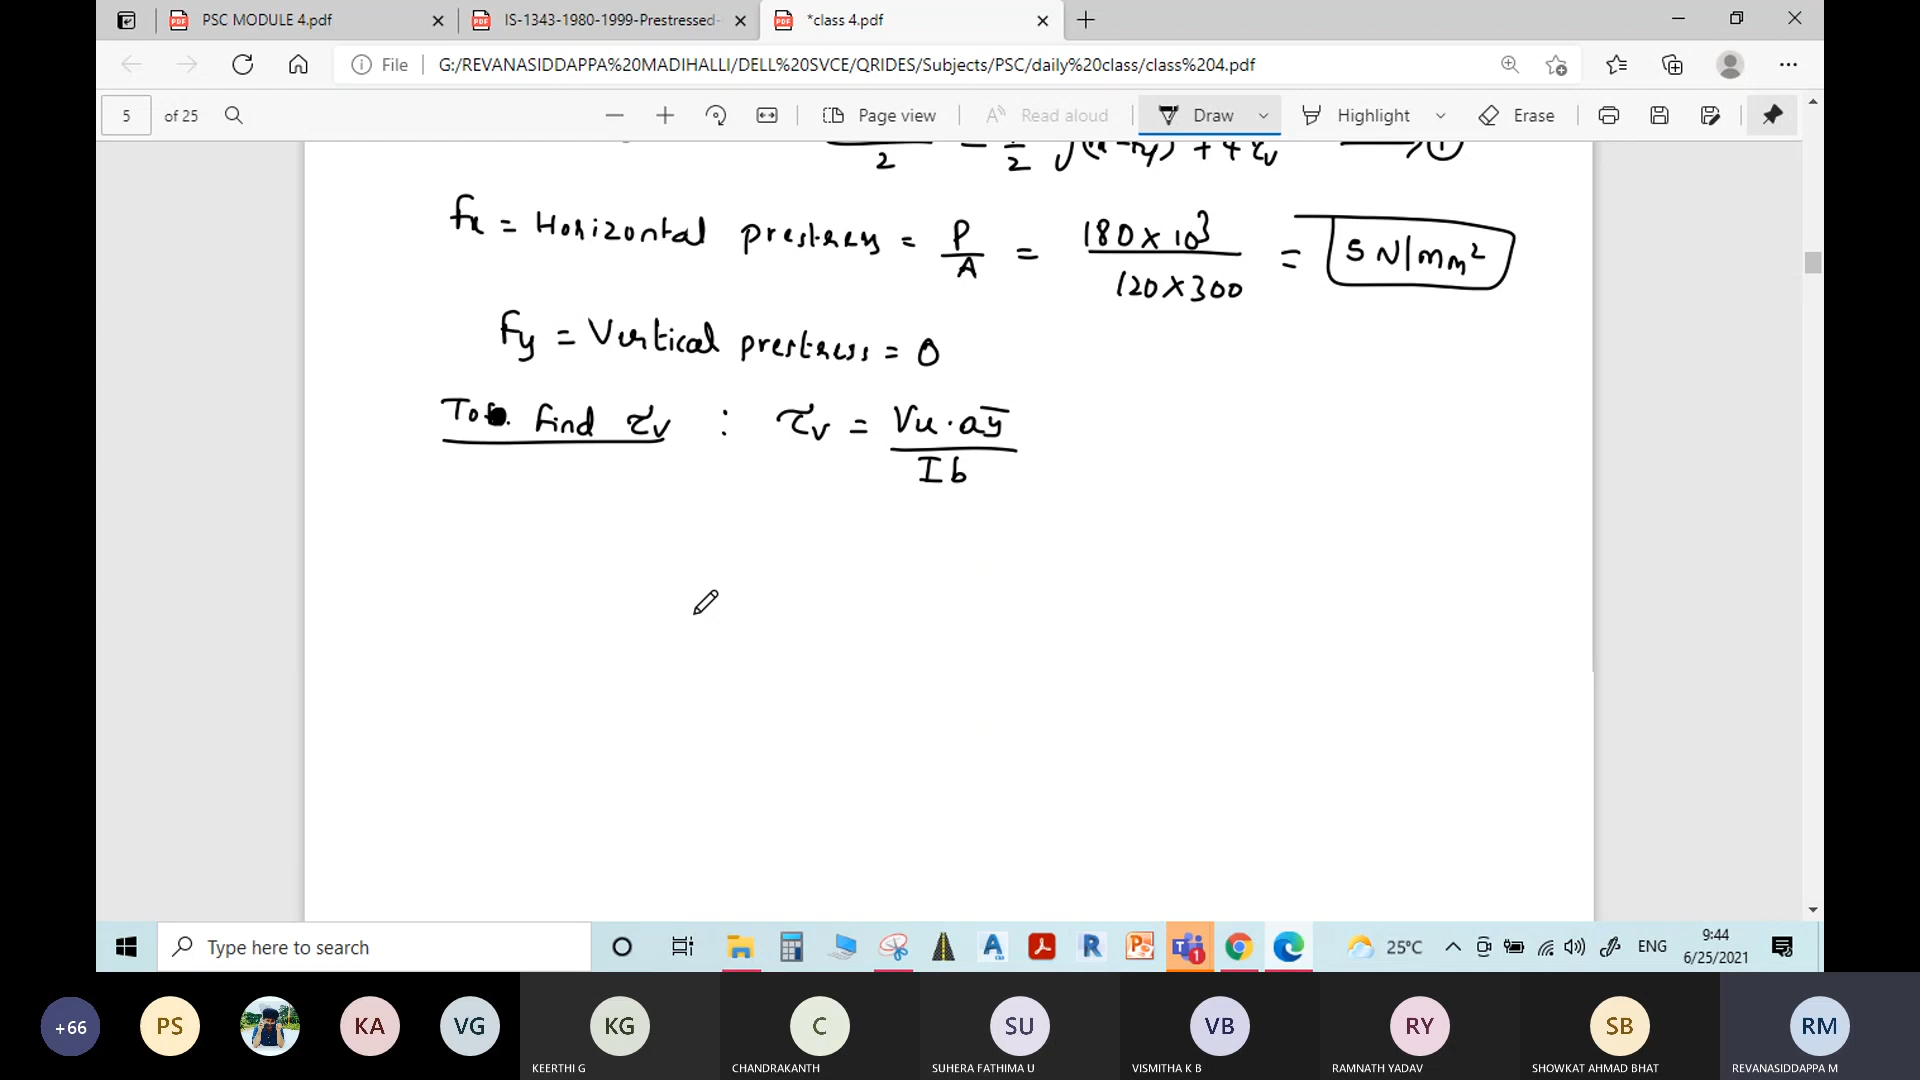 PSC MODULE 4.pdf
IS-1343-1980-1999-Prestressed-
*class 4.pdf
File
G:/REVANASIDDAPPA%20MADIHALLI/DELL%20SVCE/QRIDES/Subjects/PSC/daily%20class/class%204.pdf
5 of 25
Page view
Read aloud
Draw
Highlight
Erase
fx = Horizontal prestress = P/A = 180 × 10³ / 120 × 300 = 5 N/mm²
Fy = Vertical prestress = 0
To find τv : τv = Vu · aȳ / Ib
Type here to search
25°C
ENG
9:44
6/25/2021
+66
PS
KA
VG
KG
C
SU
VB
RY
SB
RM
KEERTHI G
CHANDRAKANTH
SUHERA FATHIMA U
VISMITHA K B
RAMNATH YADAV
SHOWKAT AHMAD BHAT
REVANASIDDAPPA M